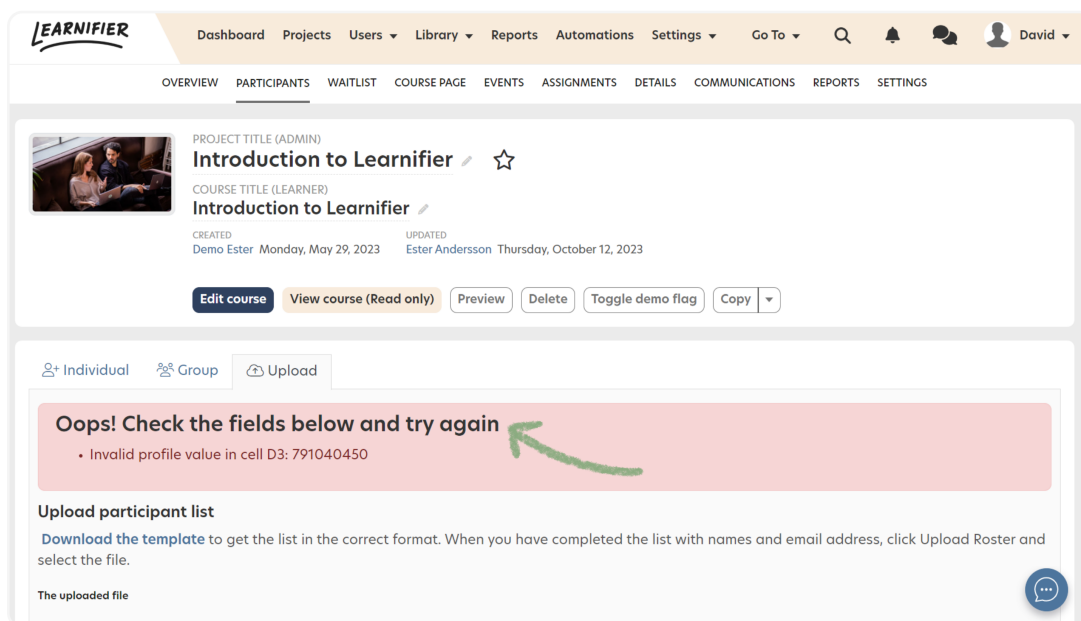 LEARNIFIER
Dashboard Projects Users Library Reports Automations Settings Go To David
OVERVIEW PARTICIPANTS WAITLIST COURSE PAGE EVENTS ASSIGNMENTS DETAILS COMMUNICATIONS REPORTS SETTINGS
PROJECT TITLE (ADMIN)
Introduction to Learnifier
COURSE TITLE (LEARNER)
Introduction to Learnifier
CREATED UPDATED
Demo Ester Monday, May 29, 2023 Ester Andersson Thursday, October 12, 2023
Edit course View course (Read only) Preview Delete Toggle demo flag Copy
Individual Group Upload
Oops! Check the fields below and try again
• Invalid profile value in cell D3: 791040450
Upload participant list
Download the template to get the list in the correct format. When you have completed the list with names and email address, click Upload Roster and
select the file.
The uploaded file